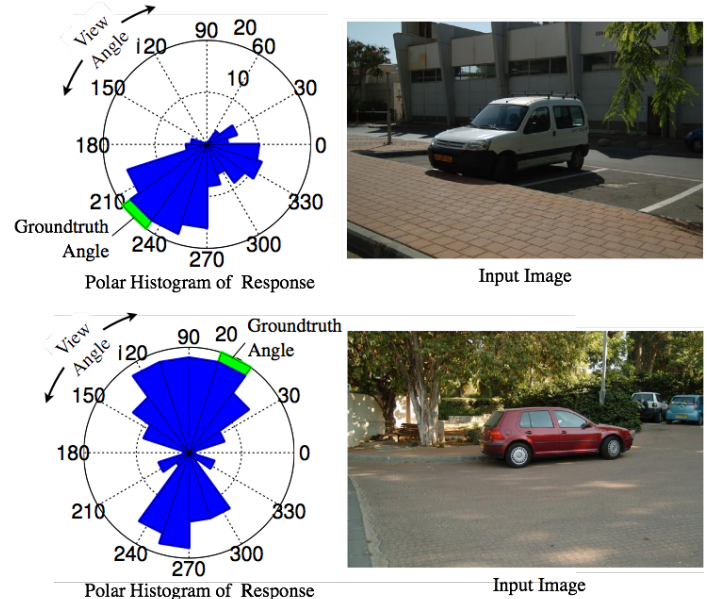 View
Angle
90
20
120
60
150
10
30
180
0
210
330
Groundtruth
Angle
240
300
270
Polar Histogram of Response
Input Image
View
Angle
90
20
Groundtruth
Angle
120
150
30
180
0
210
330
240
300
270
Polar Histogram of Response
Input Image